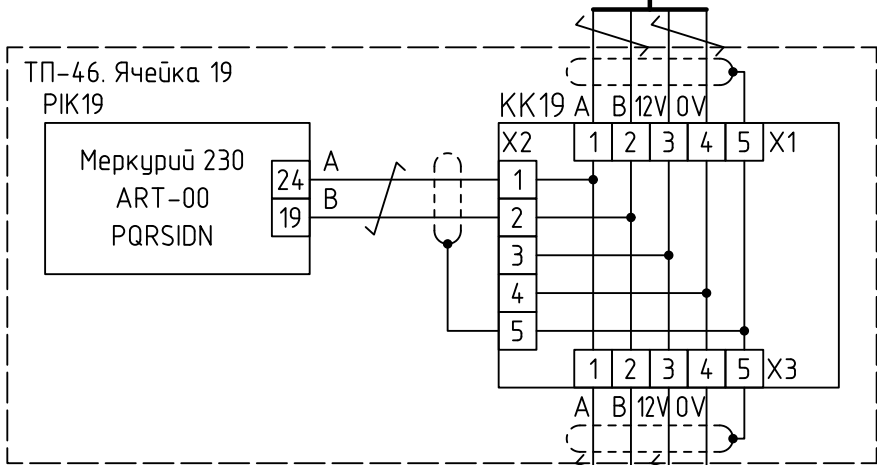 ТП-46. Ячейка 19
PIK19
KK19 A B 12V 0V
Меркурий 230
ART-00
PQRSIDN
24 A
19 B
X2
1
2
3
4
5
1 2 3 4 5 X1
1 2 3 4 5 X3
A B 12V 0V